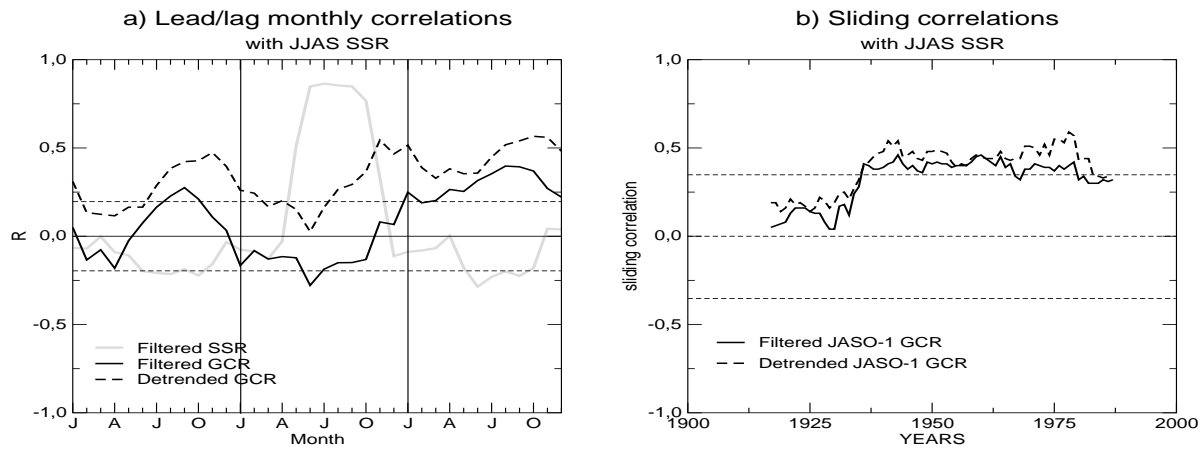 a) Lead/lag monthly correlations
with JJAS SSR
1,0
0,5
0,0
-0,5
-1,0
R
J A J O J A J O J A J O
Month
Filtered SSR
Filtered GCR
Detrended GCR
b) Sliding correlations
with JJAS SSR
1,0
0,5
0,0
-0,5
-1,0
sliding correlation
1900 1925 1950 1975 2000
YEARS
Filtered JASO-1 GCR
Detrended JASO-1 GCR